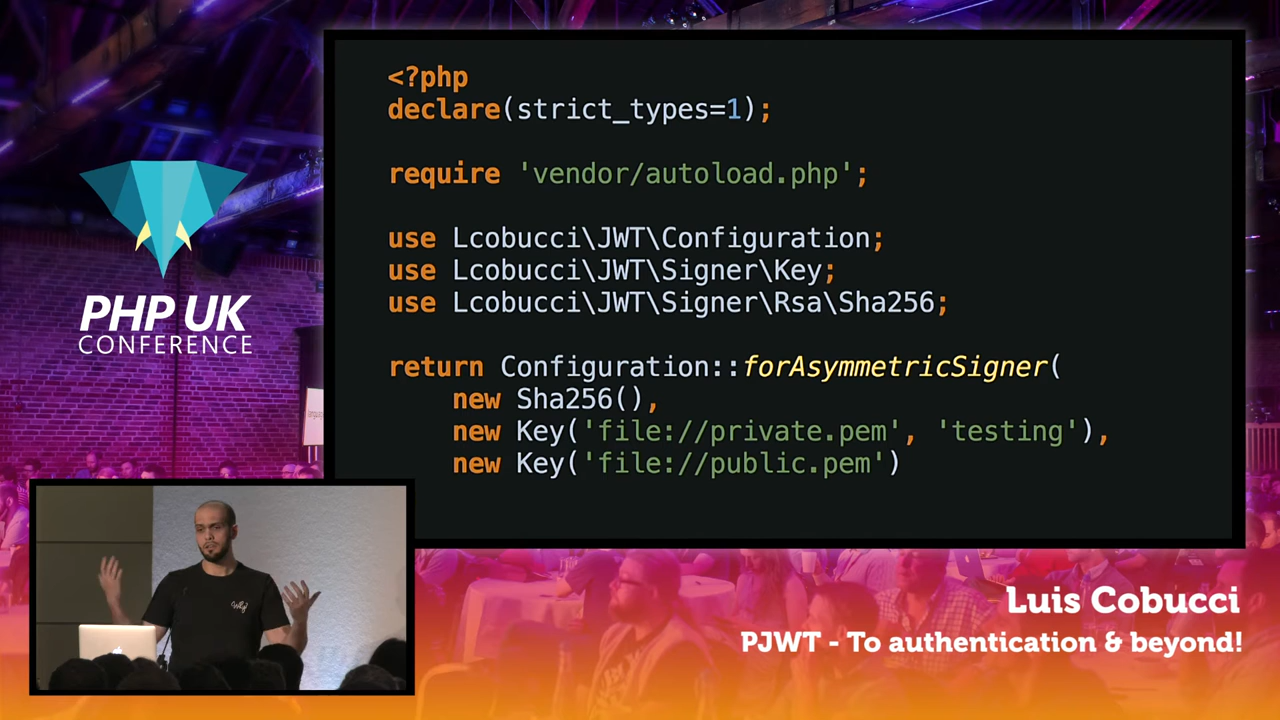 <?php
declare(strict_types=1);
require 'vendor/autoload.php';
use Lcobucci\JWT\Configuration;
use Lcobucci\JWT\Signer\Key;
use Lcobucci\JWT\Signer\Rsa\Sha256;
return Configuration::forAsymmetricSigner(
    new Sha256(),
    new Key('file://private.pem', 'testing'),
    new Key('file://public.pem')
PHP UK
CONFERENCE
Luis Cobucci
PJWT - To authentication & beyond!